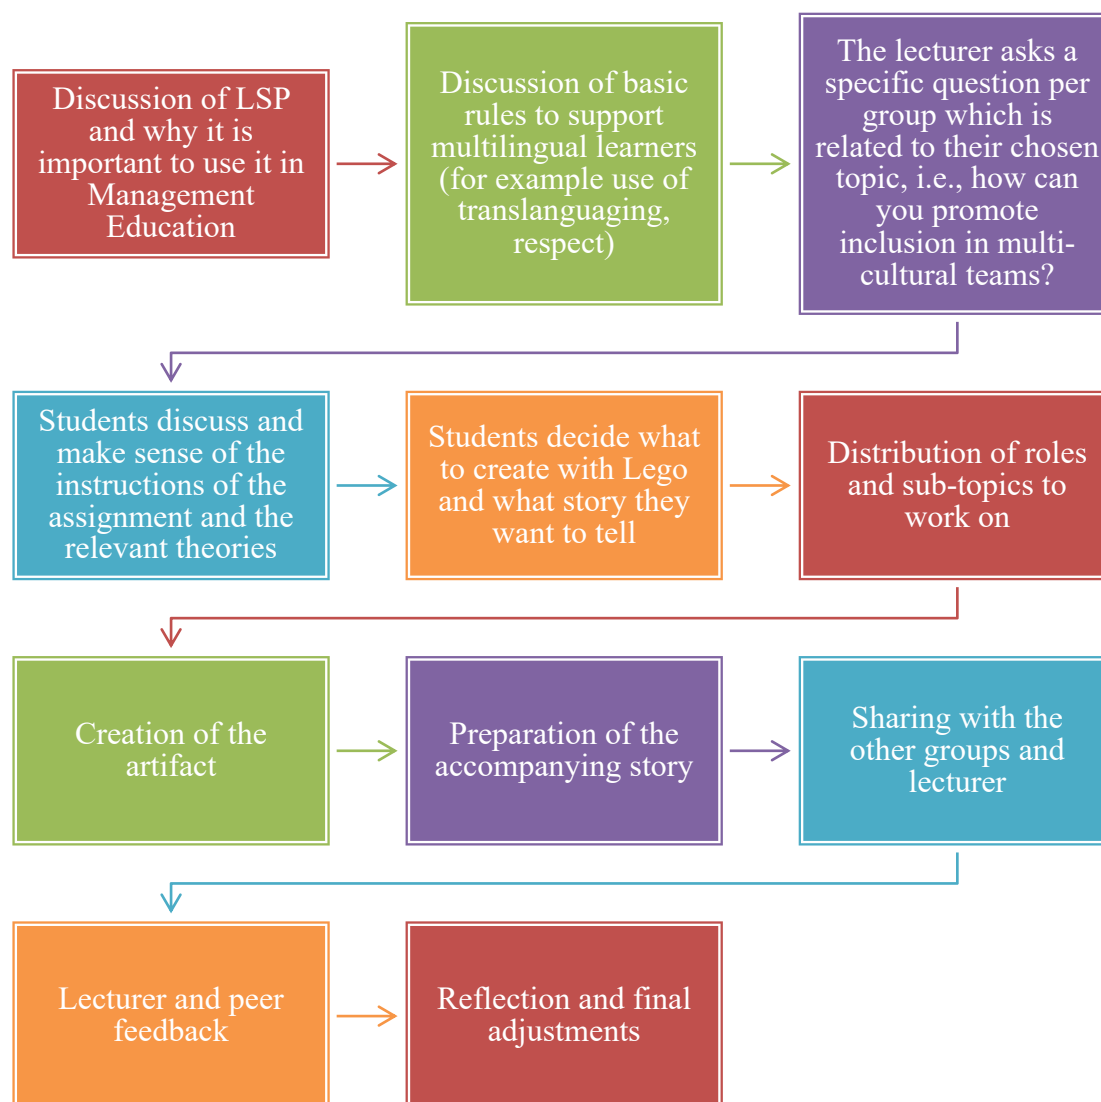 Discussion of LSP
and why it is
important to use it in
Management
Education
Discussion of basic
rules to support
multilingual learners
(for example use of
translanguaging,
respect)
The lecturer asks a
specific question per
group which is
related to their chosen
topic, i.e., how can
you promote
inclusion in multi-
cultural teams?
Students discuss and
make sense of the
instructions of the
assignment and the
relevant theories
Students decide what
to create with Lego
and what story they
want to tell
Distribution of roles
and sub-topics to
work on
Creation of the
artifact
Preparation of the
accompanying story
Sharing with the
other groups and
lecturer
Lecturer and peer
feedback
Reflection and final
adjustments